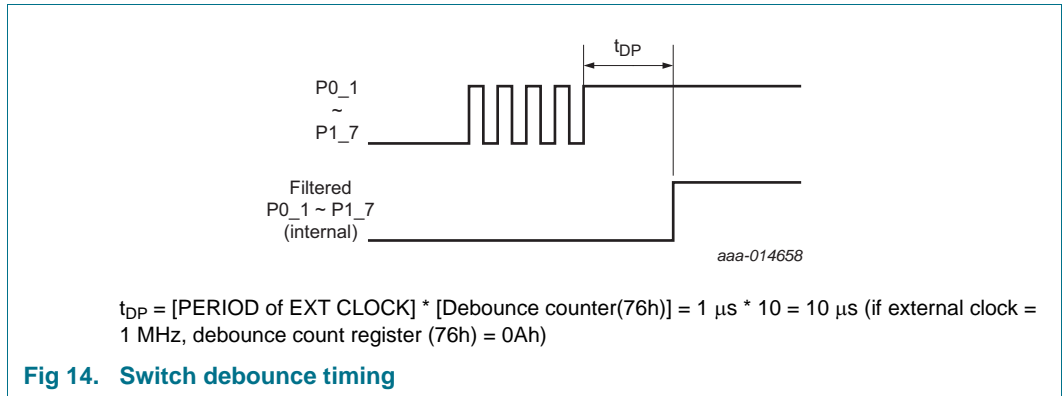 tDP
P0_1
~
P1_7
Filtered
P0_1 ~ P1_7
(internal)
aaa-014658
tDP = [PERIOD of EXT CLOCK] * [Debounce counter(76h)] = 1 μs * 10 = 10 μs (if external clock =
1 MHz, debounce count register (76h) = 0Ah)
Fig 14. Switch debounce timing